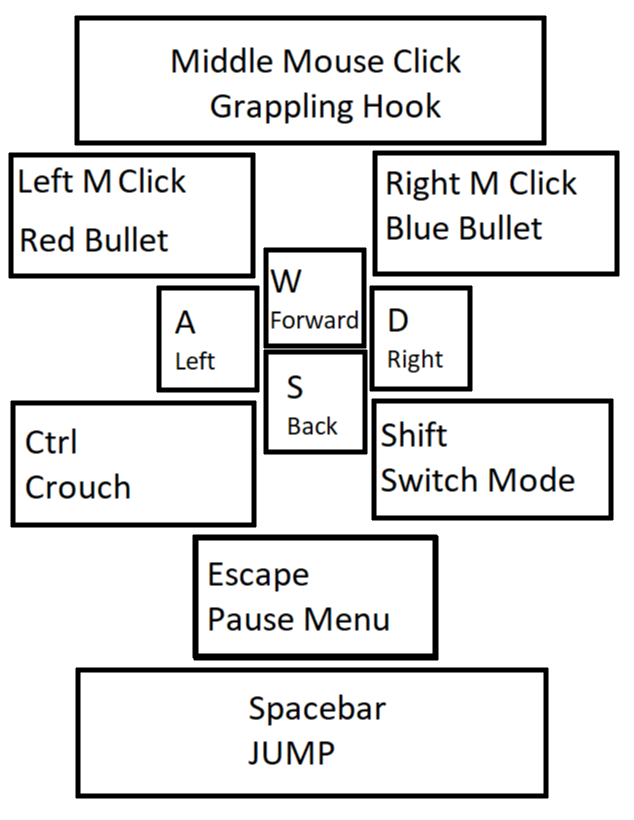 Middle Mouse Click
Grappling Hook
Left M Click
Red Bullet
Right M Click
Blue Bullet
W
Forward
A
Left
D
Right
S
Back
Ctrl
Crouch
Shift
Switch Mode
Escape
Pause Menu
Spacebar
JUMP